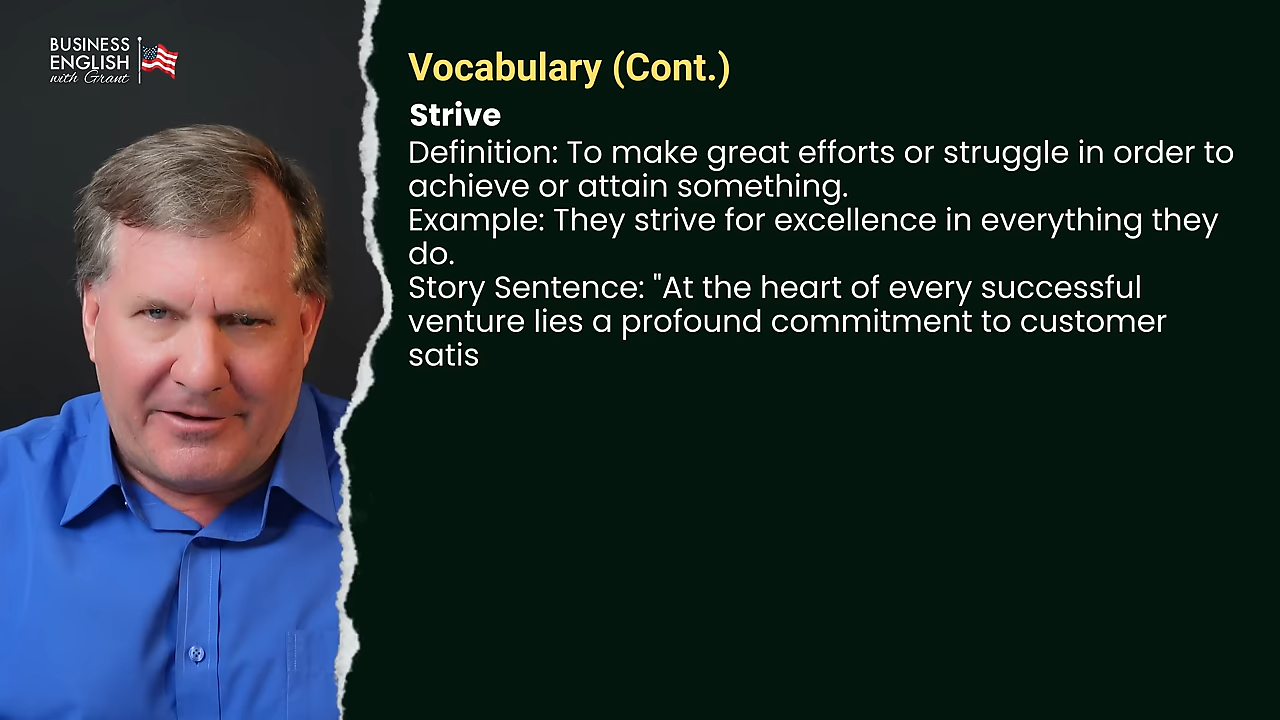 BUSINESS
ENGLISH
with Grant
Vocabulary (Cont.)
Strive
Definition: To make great efforts or struggle in order to
achieve or attain something.
Example: They strive for excellence in everything they
do.
Story Sentence: "At the heart of every successful
venture lies a profound commitment to customer
satis